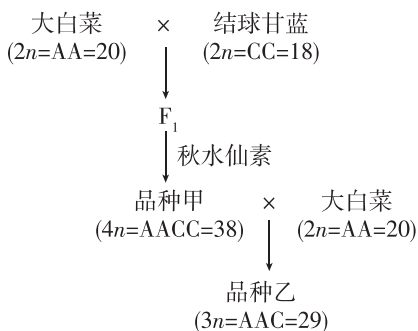 大白菜 × 结球甘蓝
(2n=AA=20) (2n=CC=18)
F₁
秋水仙素
品种甲 × 大白菜
(4n=AACC=38) (2n=AA=20)
品种乙
(3n=AAC=29)